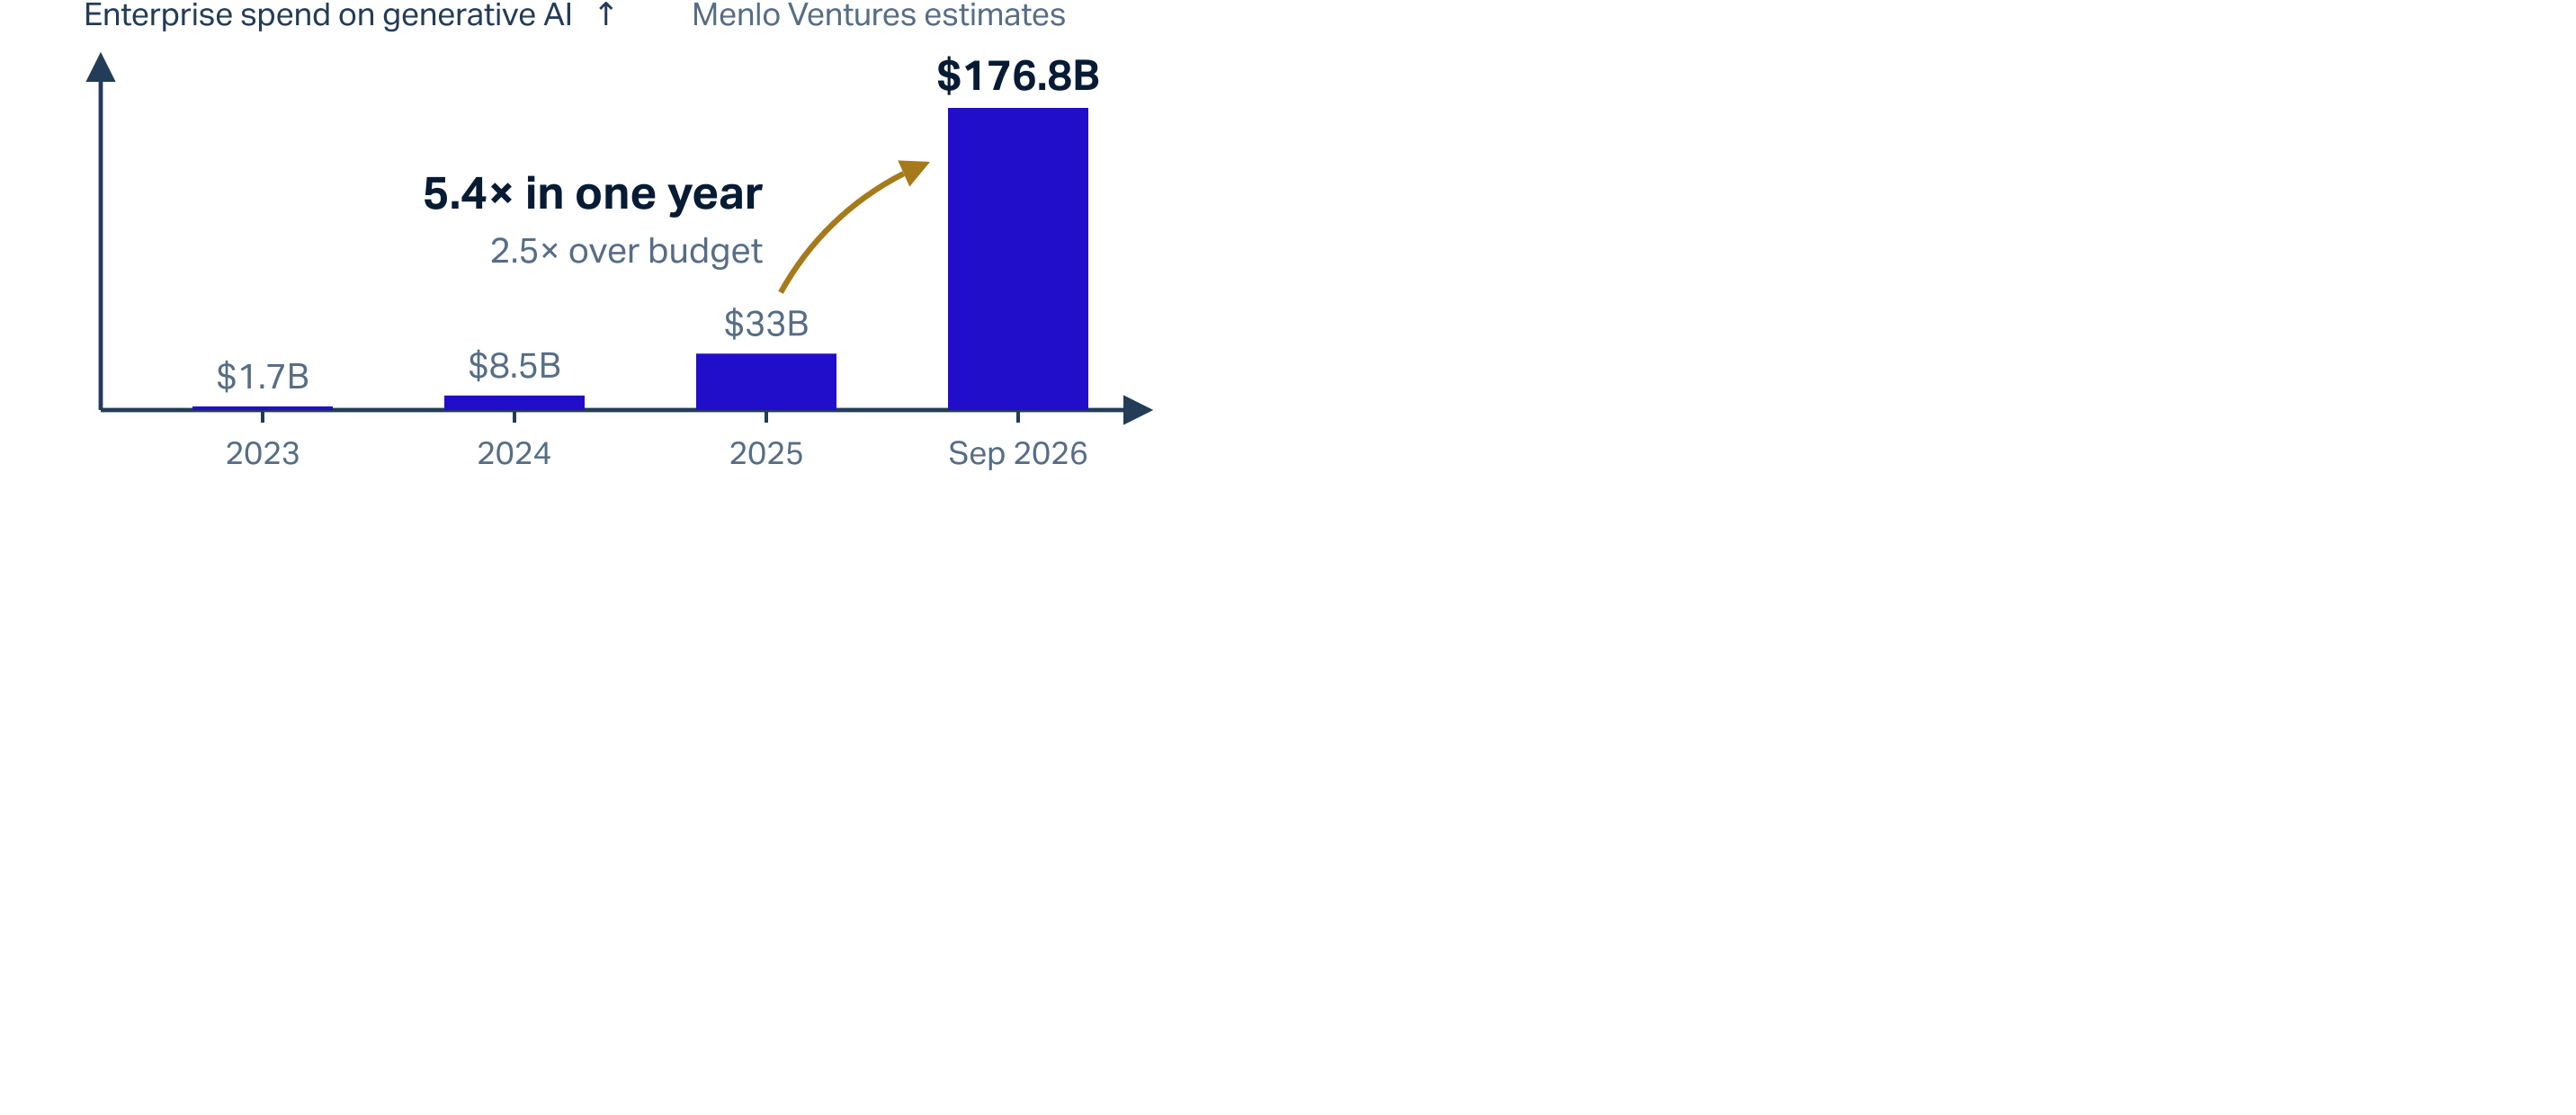 Enterprise spend on generative AI ↑ Menlo Ventures estimates
$176.8B
5.4× in one year
2.5× over budget
$33B
$8.5B
$1.7B
2023 2024 2025 Sep 2026